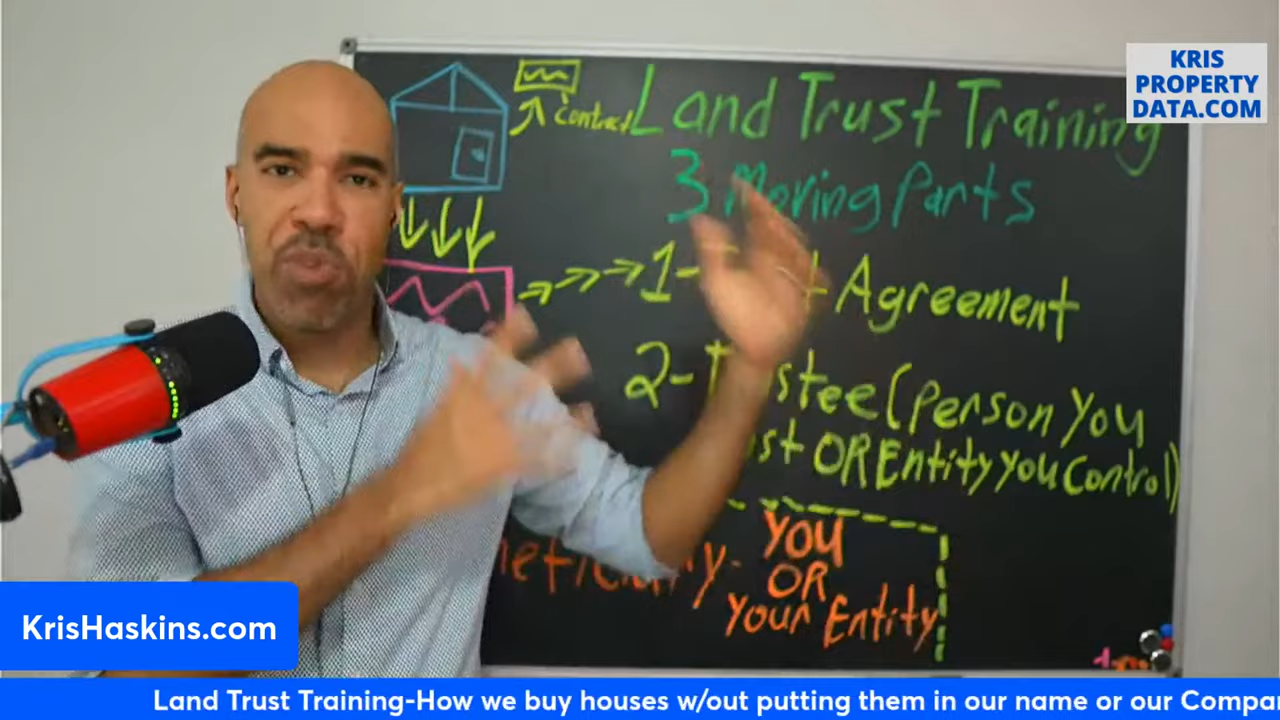 KRIS
PROPERTY
DATA.COM
contract
Land Trust Training
3 Moving Parts
1- Agreement
2- (Person You
OR Entity you Control)
YOU
OR
Your Entity
KrisHaskins.com
Land Trust Training-How we buy houses w/out putting them in our name or our Compa